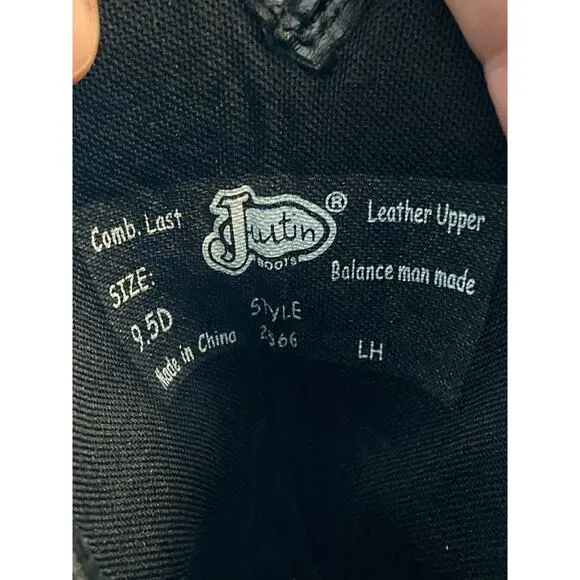 Comb. Last
Justin
BOOTS
®
Leather Upper
SIZE:
9.5D
Balance man made
STYLE
Made in China
LH